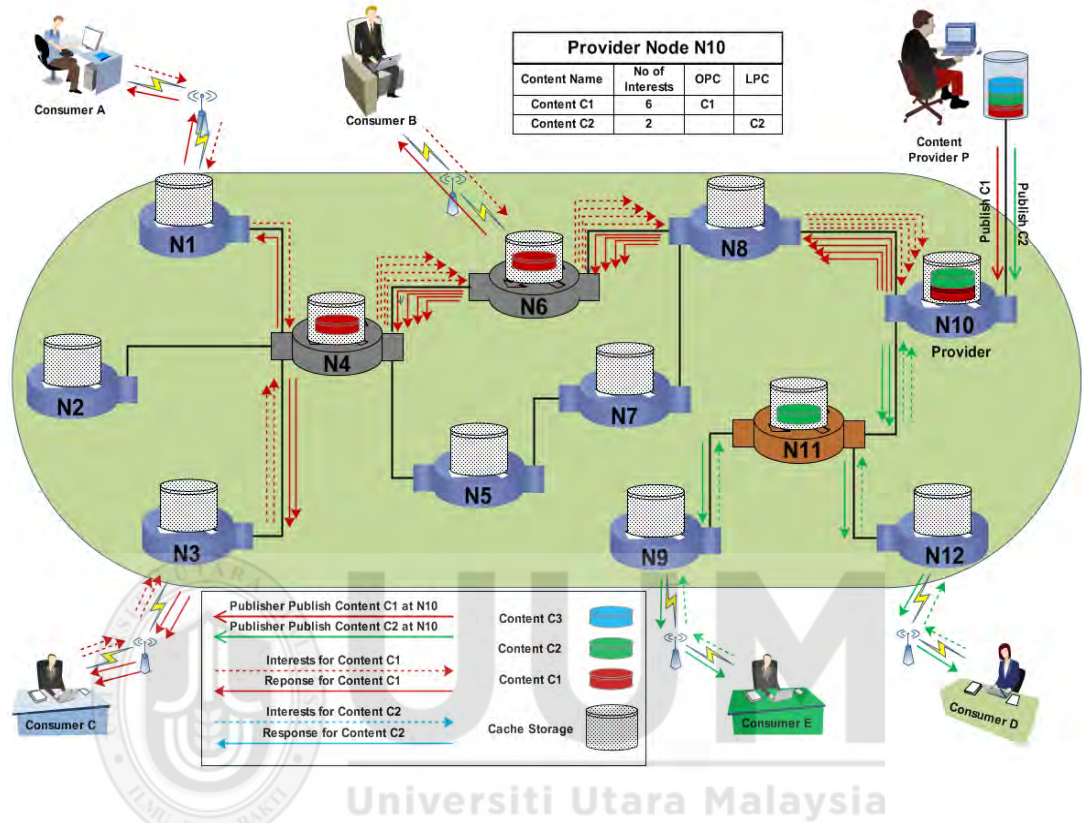 Consumer A
Consumer B
Provider Node N10
Content Name No of Interests OPC LPC
Content C1 6 C1
Content C2 2 C2
Content Provider P
Publish C1
Publish C2
N1
N8
N6
N10
Provider
N4
N2
N7
N11
N5
N3
N9
N12
Publisher Publish Content C1 at N10
Publisher Publish Content C2 at N10
Interests for Content C1
Reponse for Content C1
Interests for Content C2
Response for Content C2
Content C3
Content C2
Content C1
Cache Storage
Consumer C
Consumer E
Consumer D
UUM
Universiti Utara Malaysia